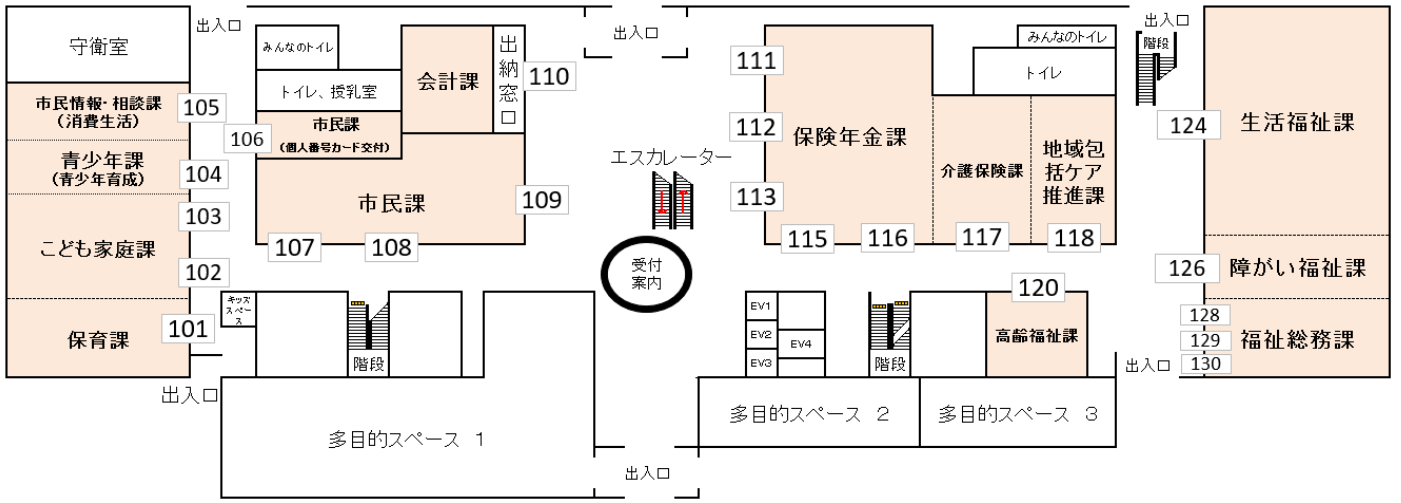 守衛室
市民情報・相談課
（消費生活）
105
青少年課
（青少年育成）
104
103
こども家庭課
102
保育課
101
出入口
出入口
みんなのトイレ
トイレ、授乳室
106
市民課
（個人番号カード交付）
会計課
出納窓口
110
市民課
109
107
108
キッズ
スペー
ス
階段
多目的スペース 1
出入口
エスカレーター
受付
案内
出入口
111
112
113
保険年金課
115
116
みんなのトイレ
トイレ
介護保険課
117
地域包
括ケア
推進課
118
EV1
EV2
EV3
EV4
階段
120
高齢福祉課
多目的スペース 2
多目的スペース 3
出入口
階段
124
生活福祉課
126
障がい福祉課
128
129
130
福祉総務課
出入口